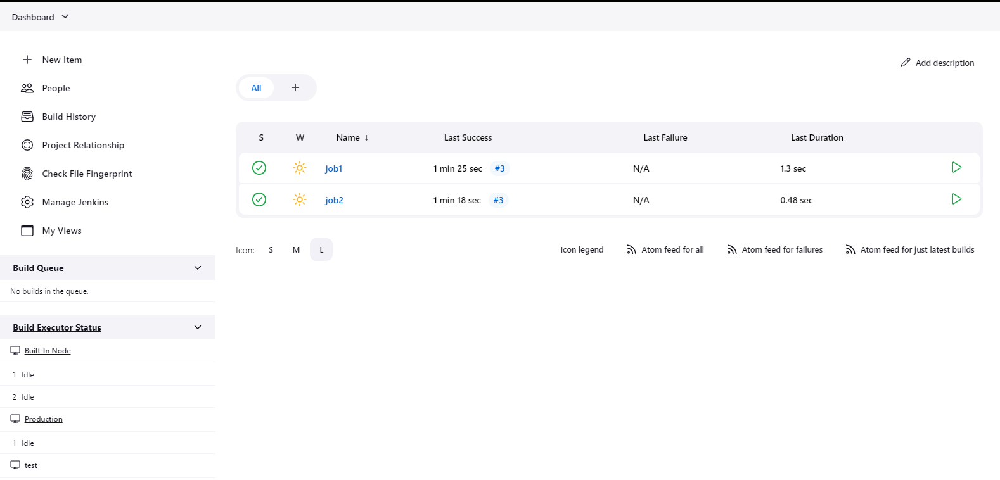 Dashboard
New Item
People
Build History
Project Relationship
Check File Fingerprint
Manage Jenkins
My Views
Build Queue
No builds in the queue.
Build Executor Status
Built-In Node
1 Idle
2 Idle
Production
1 Idle
test
Add description
All +
S W Name ↓ Last Success Last Failure Last Duration
job1 1 min 25 sec #3 N/A 1.3 sec
job2 1 min 18 sec #3 N/A 0.48 sec
Icon: S M L Icon legend Atom feed for all Atom feed for failures Atom feed for just latest builds